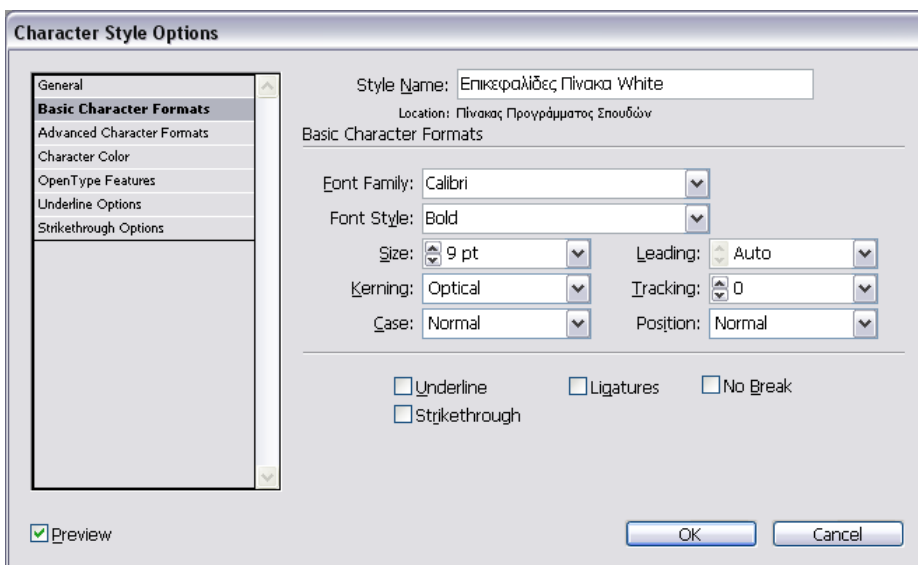 Character Style Options
General
Basic Character Formats
Advanced Character Formats
Character Color
OpenType Features
Underline Options
Strikethrough Options
Style Name: Επικεφαλίδες Πίνακα White
Location: Πίνακας Προγράμματος Σπουδών
Basic Character Formats
Font Family: Calibri
Font Style: Bold
Size: 9 pt Leading: Auto
Kerning: Optical Tracking: 0
Case: Normal Position: Normal
Underline Ligatures No Break
Strikethrough
Preview OK Cancel